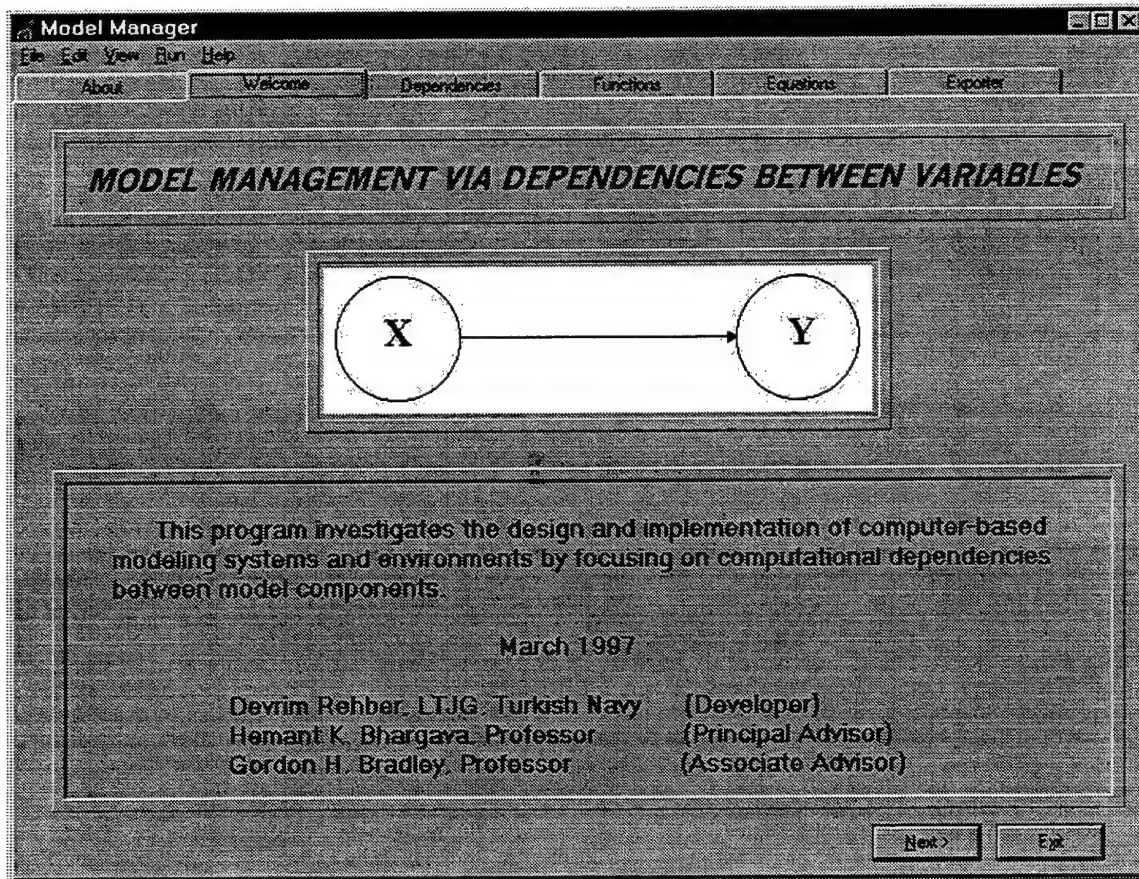 Model Manager
File Edit View Run Help
About Welcome Dependencies Functions Equations Exporter
MODEL MANAGEMENT VIA DEPENDENCIES BETWEEN VARIABLES
X Y
This program investigates the design and implementation of computer-based
modeling systems and environments by focusing on computational dependencies
between model components.
March 1997
Devrim Rehber, LTJG, Turkish Navy (Developer)
Hemant K. Bhargava, Professor (Principal Advisor)
Gordon H. Bradley, Professor (Associate Advisor)
Next > Exit